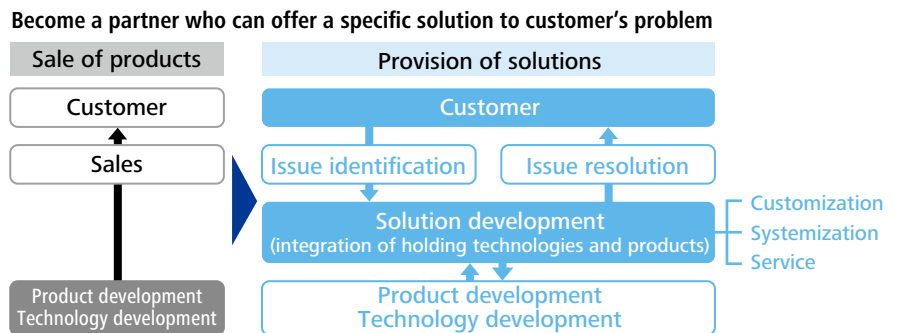 Become a partner who can offer a specific solution to customer’s problem
Sale of products
Customer
Sales
Product development
Technology development
Provision of solutions
Customer
Issue identification
Issue resolution
Solution development
(integration of holding technologies and products)
Customization
Systemization
Service
Product development
Technology development